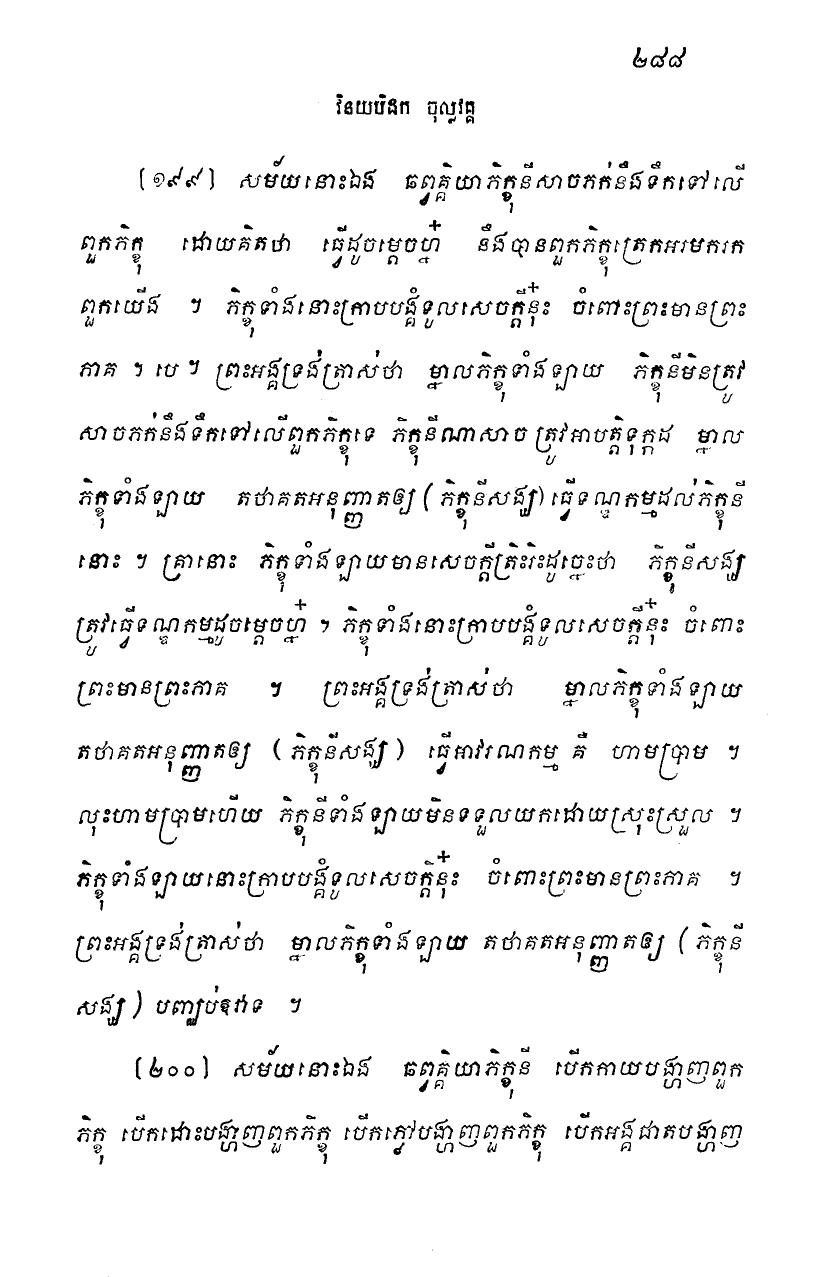 ២៨៨
វិនយបិដក ចុល្លវគ្គ
(១៩៩) សម័យនោះឯង ឆព្វគ្គិយាភិក្ខុនីសាចភក់នឹងទឹកទៅលើ
ពួកភិក្ខុ ដោយគិតថា ធ្វើដូចម្តេចហ្ន៎ នឹងបានពួកភិក្ខុត្រេកអរមករក
ពួកយើង ។ ភិក្ខុទាំងនោះក្រាបបង្គំទូលសេចក្តីនុ៎ះ ចំពោះព្រះមានព្រះ
ភាគ ។ បេ ។ ព្រះអង្គទ្រង់ត្រាស់ថា ម្នាលភិក្ខុទាំងឡាយ ភិក្ខុនីមិនត្រូវ
សាចភក់នឹងទឹកទៅលើពួកភិក្ខុទេ ភិក្ខុនីណាសាច ត្រូវអាបត្តិទុក្កដ ម្នាល
ភិក្ខុទាំងឡាយ តថាគតអនុញ្ញាតឲ្យ (ភិក្ខុនីសង្ឃ) ធ្វើទណ្ឌកម្មដល់ភិក្ខុនី
នោះ ។ គ្រានោះ ភិក្ខុទាំងឡាយមានសេចក្តីត្រិះរិះដូច្នេះថា ភិក្ខុនីសង្ឃ
ត្រូវធ្វើទណ្ឌកម្មដូចម្តេចហ្ន៎ ។ ភិក្ខុទាំងនោះក្រាបបង្គំទូលសេចក្តីនុ៎ះ ចំពោះ
ព្រះមានព្រះភាគ ។ ព្រះអង្គទ្រង់ត្រាស់ថា ម្នាលភិក្ខុទាំងឡាយ
តថាគតអនុញ្ញាតឲ្យ (ភិក្ខុនីសង្ឃ) ធ្វើអាវរណកម្ម គឺ ហាមប្រាម ។
លុះហាមប្រាមហើយ ភិក្ខុនីទាំងឡាយមិនទទួលយកដោយស្រុះស្រួល ។
ភិក្ខុទាំងឡាយនោះក្រាបបង្គំទូលសេចក្តីនុ៎ះ ចំពោះព្រះមានព្រះភាគ ។
ព្រះអង្គទ្រង់ត្រាស់ថា ម្នាលភិក្ខុទាំងឡាយ តថាគតអនុញ្ញាតឲ្យ (ភិក្ខុនី
សង្ឃ) បញ្ឈប់ឱវាទ ។
(២០០) សម័យនោះឯង ឆព្វគ្គិយាភិក្ខុនី បើកកាយបង្ហាញពួក
ភិក្ខុ បើកដោះបង្ហាញពួកភិក្ខុ បើកភ្លៅបង្ហាញពួកភិក្ខុ បើកអង្គជាតបង្ហាញ